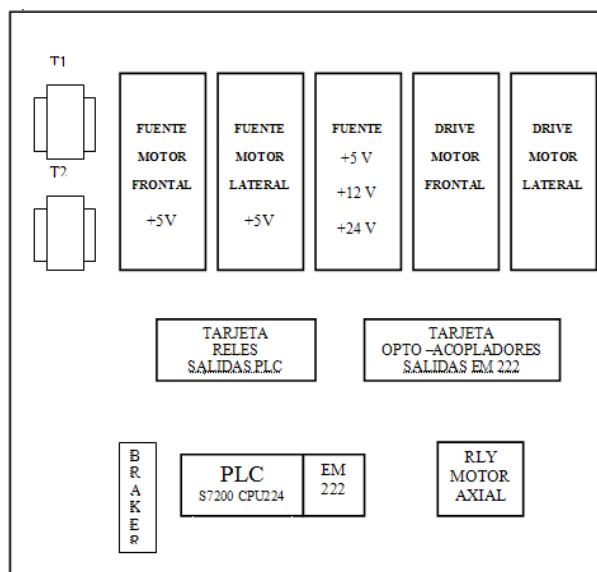 T1
T2
FUENTE
MOTOR
FRONTAL
+5V
FUENTE
MOTOR
LATERAL
+5V
FUENTE
+5 V
+12 V
+24 V
DRIVE
MOTOR
FRONTAL
DRIVE
MOTOR
LATERAL
TARJETA
RELES
SALIDAS PLC
TARJETA
OPTO –ACOPLADORES
SALIDAS EM 222
B
R
A
K
E
R
PLC
S7200 CPU224
EM
222
RLY
MOTOR
AXIAL